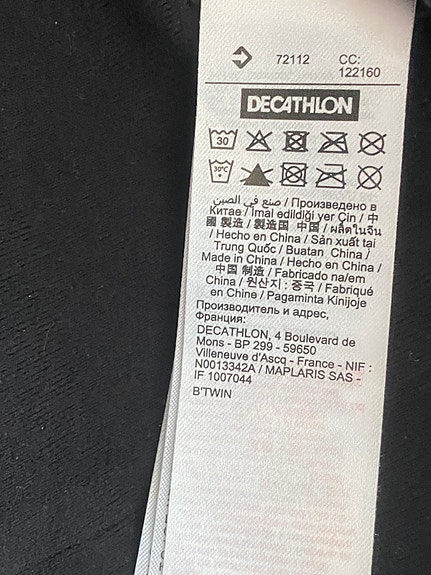 72112 CC:
122160
DECATHLON
30
30°C
صنع في الصين / Произведено в
Китае / İmal edildiği yer Çin / 中
國 製造 / 製造国 中国 / ผลิตในจีน
/ Hecho en China / Sản xuất tại
Trung Quốc / Buatan China /
Made in China / Hecho en China /
中国 制造 / Fabricado na/em
China / 원산지 : 중국 / Fabriqué
en Chine / Pagaminta Kinijoje
Производитель и адрес,
Франция:
DECATHLON, 4 Boulevard de
Mons - BP 299 - 59650
Villeneuve d'Ascq - France - NIF :
N0013342A / MAPLARIS SAS -
IF 1007044
B'TWIN